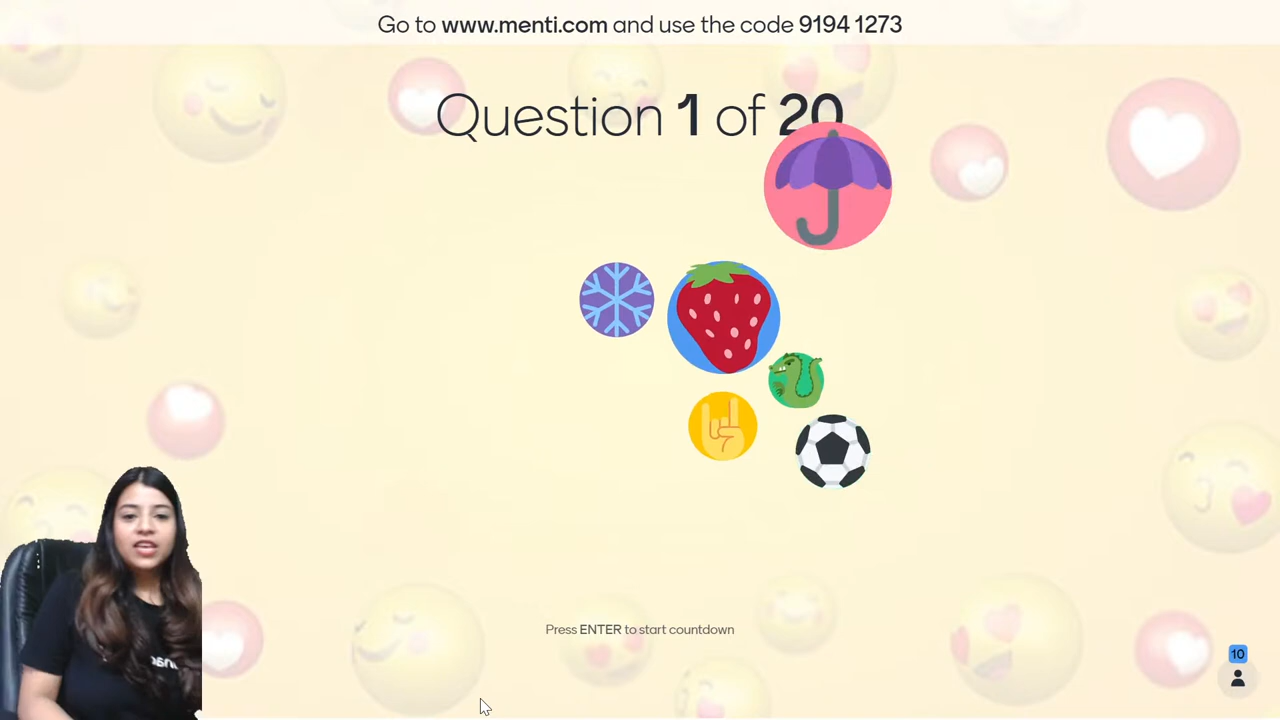 Go to www.menti.com and use the code 9194 1273
Question 1 of 20
Press ENTER to start countdown
10